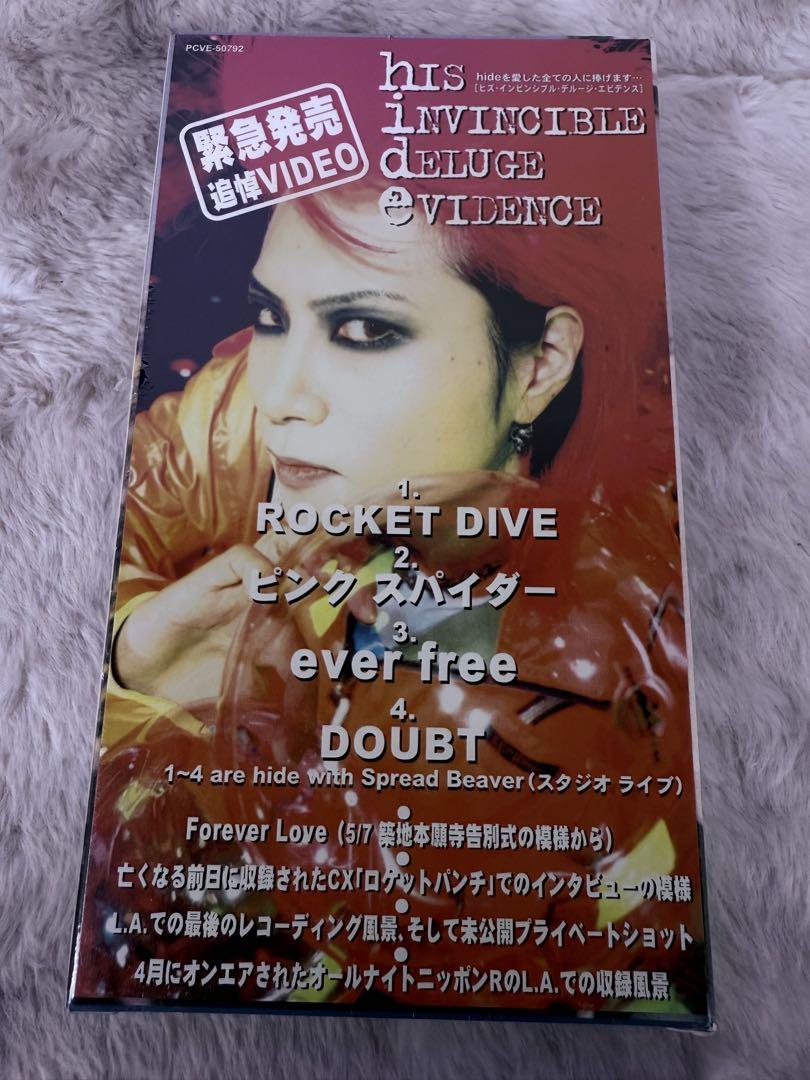 PCVE-50792
緊急発売
追悼VIDEO
hideを愛した全ての人に捧げます…
[ヒズ・インビンシブル・デルージ・エビデンス]
hIS
iNVINCIBLE
dELUGE
eVIDENCE
1.
ROCKET DIVE
2.
ピンク スパイダー
3.
ever free
4.
DOUBT
1~4 are hide with Spread Beaver(スタジオ ライブ)
●
Forever Love (5/7 築地本願寺告別式の模様から)
●
亡くなる前日に収録されたCX「ロケットパンチ」でのインタビューの模様
●
L.A.での最後のレコーディング風景、そして未公開プライベートショット
●
4月にオンエアされたオールナイトニッポンRのL.A.での収録風景